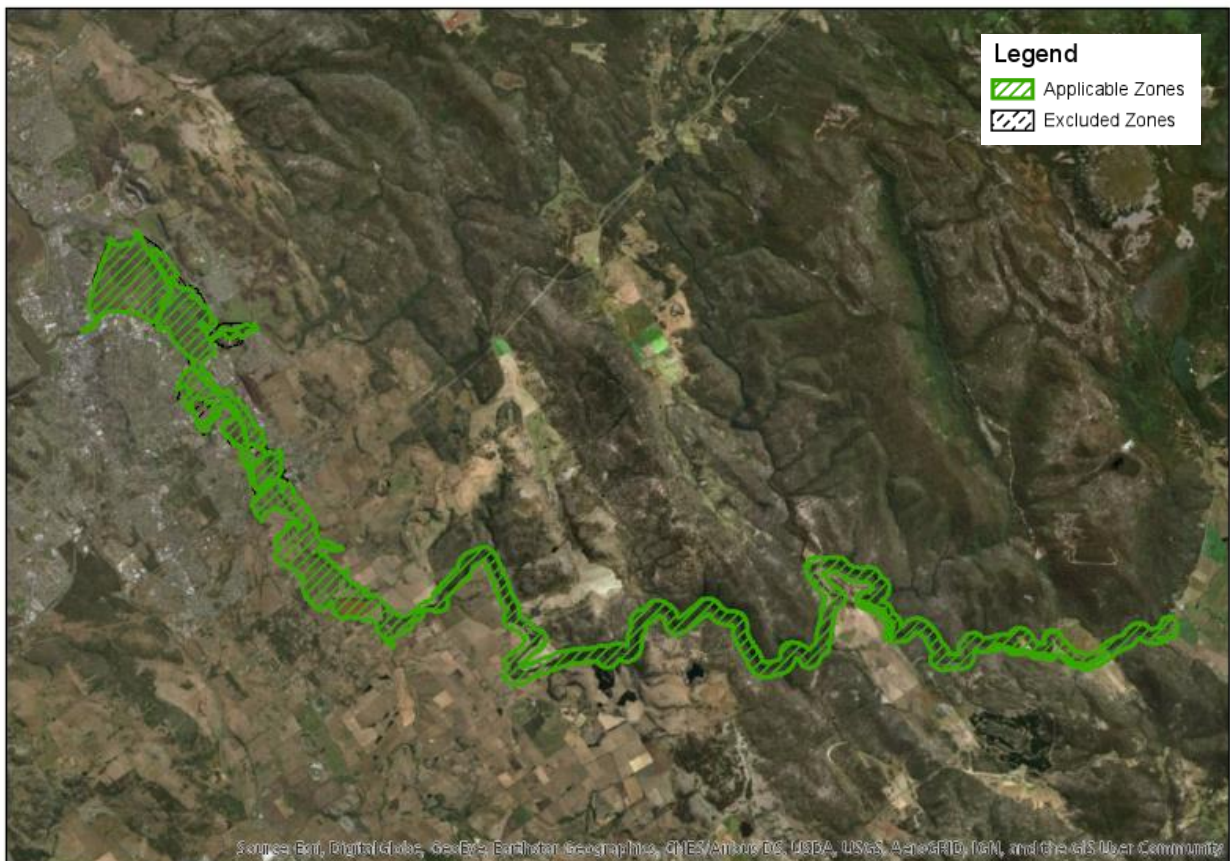 Legend
Applicable Zones
Excluded Zones
Source: Esri, DigitalGlobe, GeoEye, Earthstar Geographics, CNES/Airbus DS, USDA, USGS, AeroGRID, IGN, and the GIS User Community